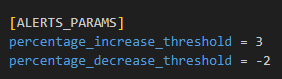 [ALERTS_PARAMS]
percentage_increase_threshold = 3
percentage_decrease_threshold = -2